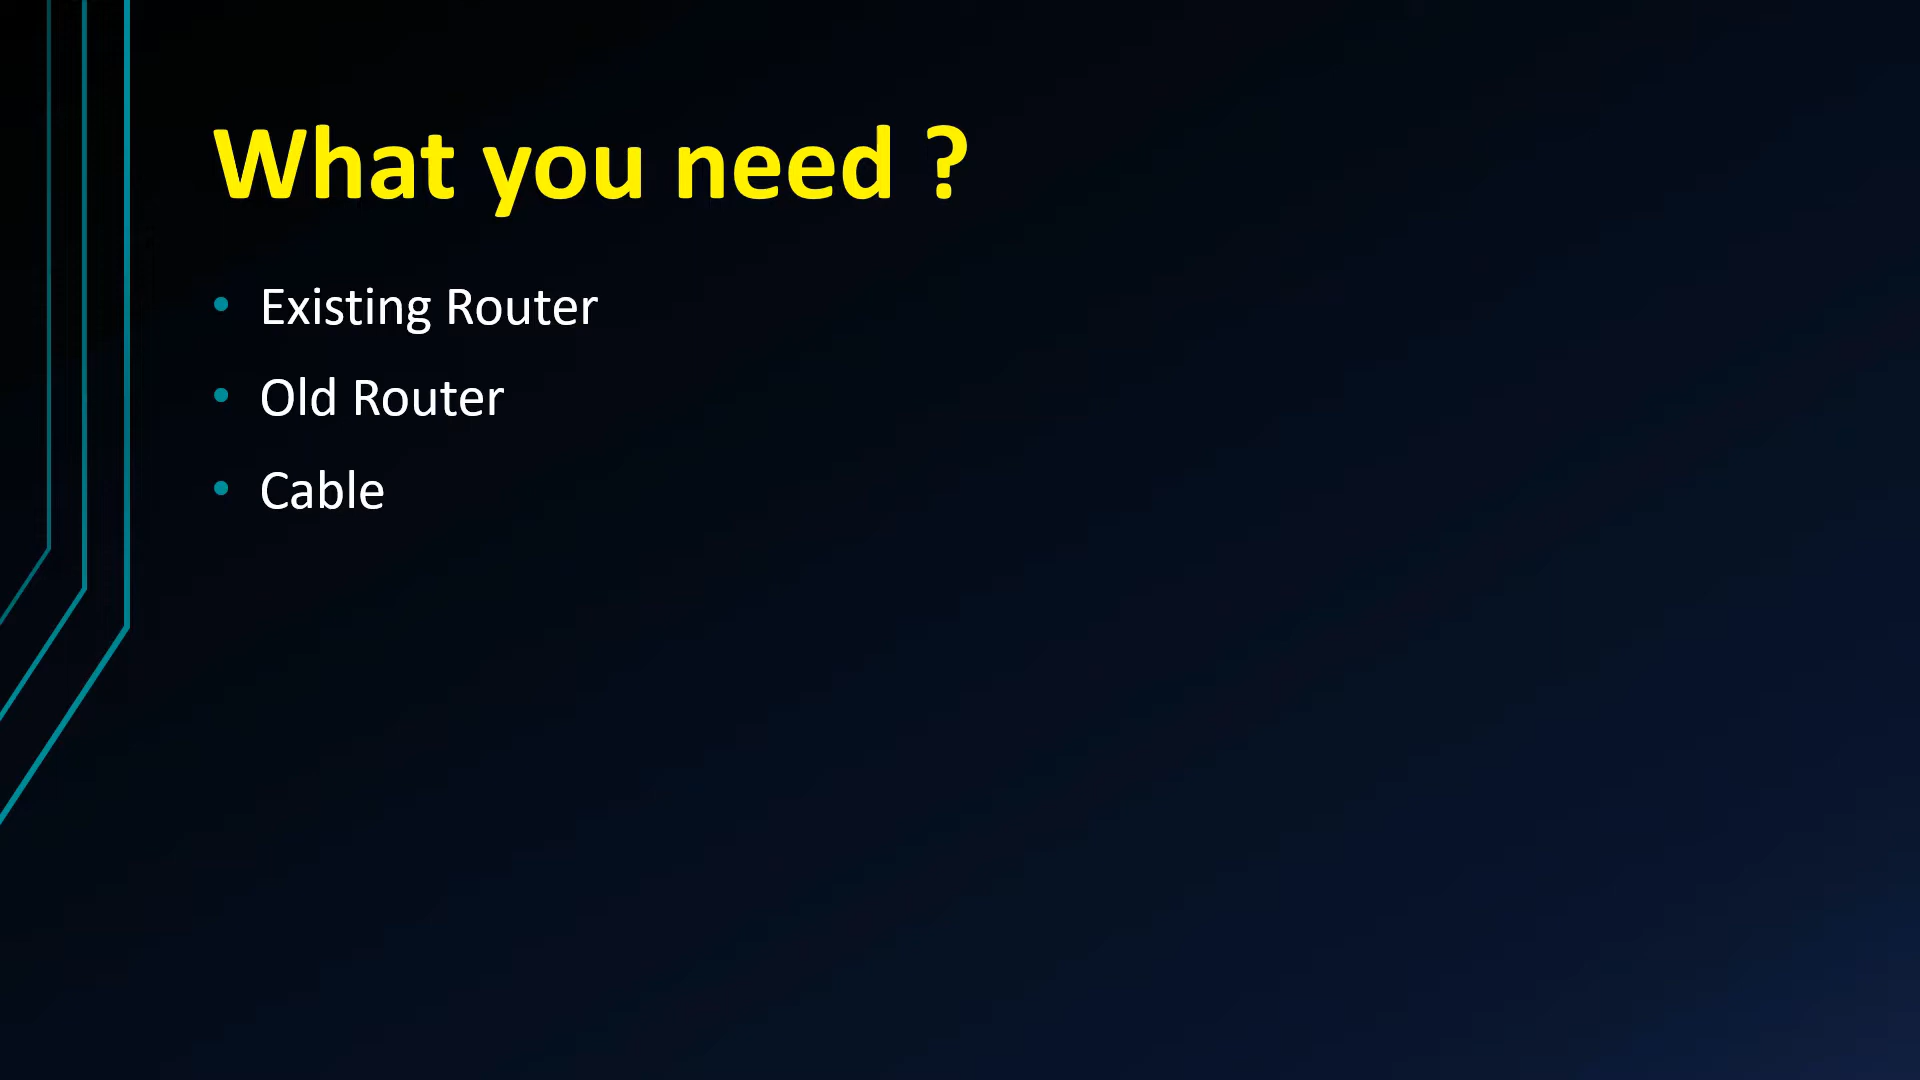 What you need ?
• Existing Router
• Old Router
• Cable